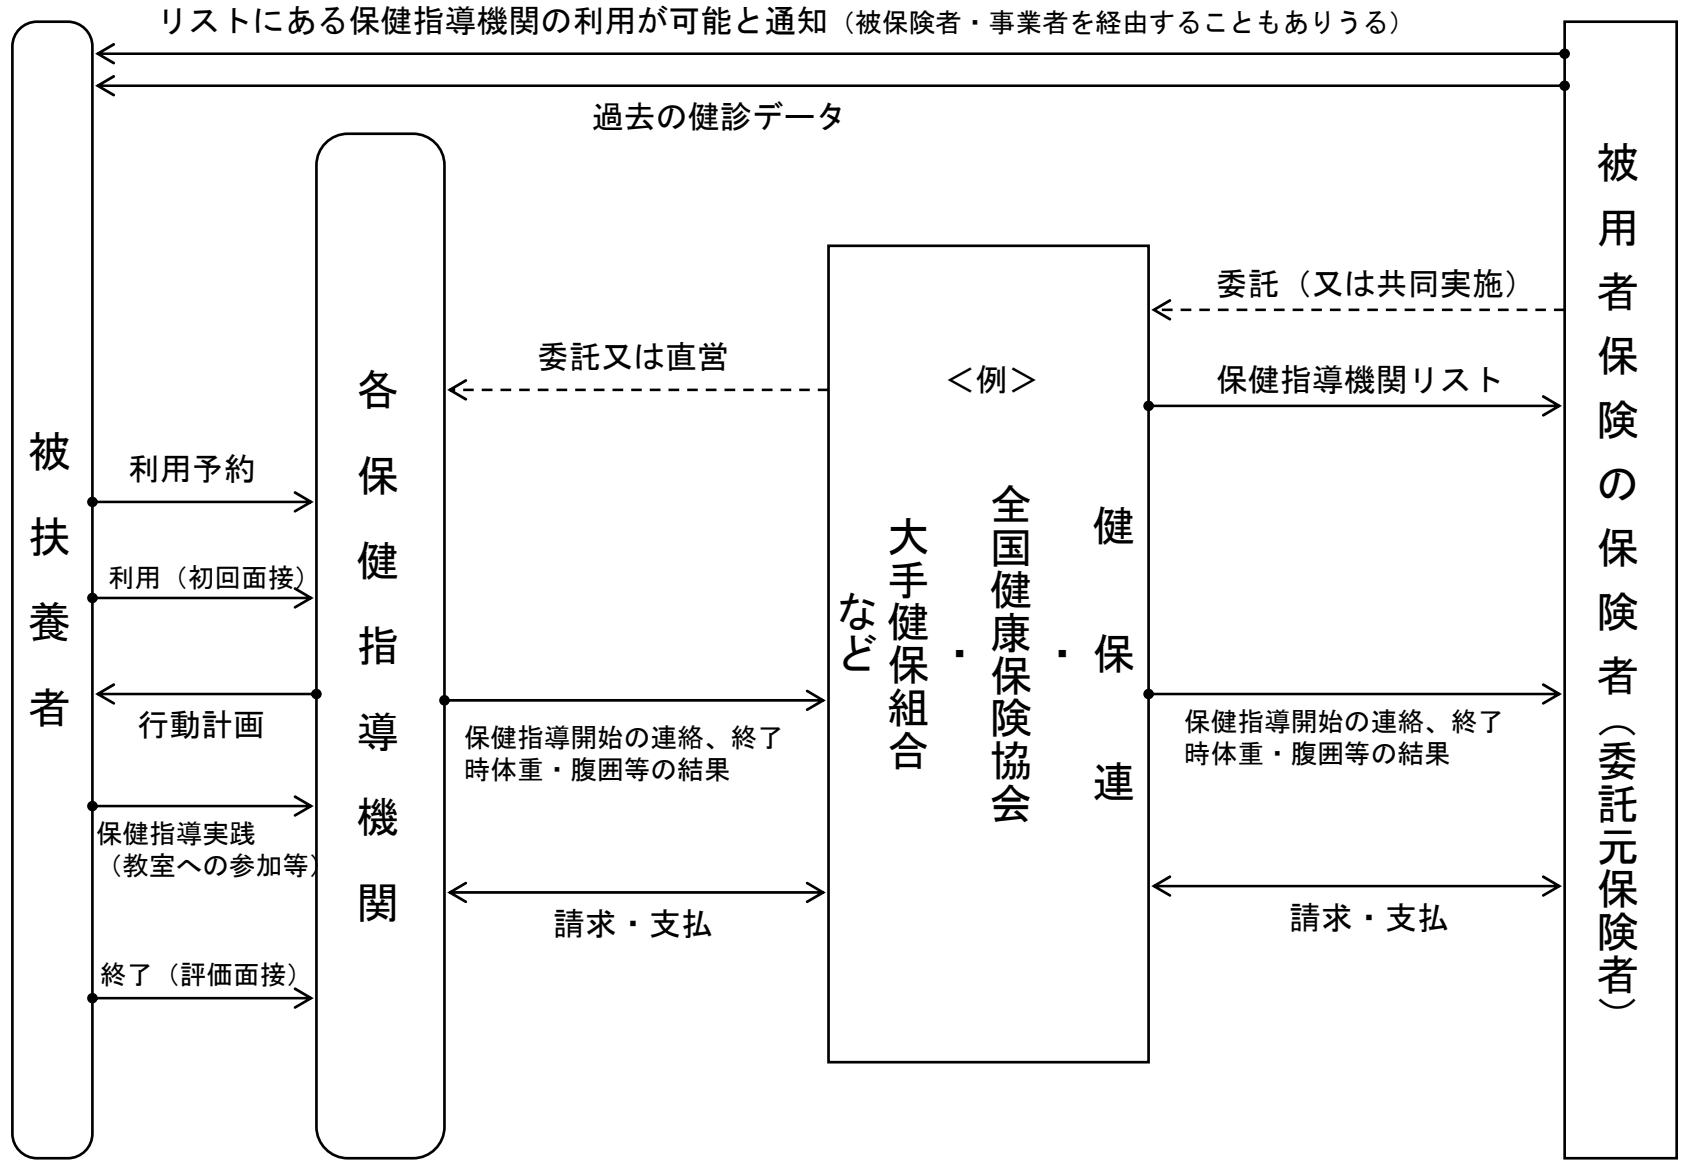 リストにある保健指導機関の利用が可能と通知（被保険者・事業者を経由することもありうる）
過去の健診データ
被扶養者
各保健指導機関
＜例＞
健保連
・
全国健康保険協会
・
大手健保組合
など
被用者保険の保険者（委託元保険者）
委託（又は共同実施）
委託又は直営
保健指導機関リスト
利用予約
利用（初回面接）
行動計画
保健指導開始の連絡、終了
時体重・腹囲等の結果
保健指導開始の連絡、終了
時体重・腹囲等の結果
保健指導実践
（教室への参加等）
請求・支払
請求・支払
終了（評価面接）